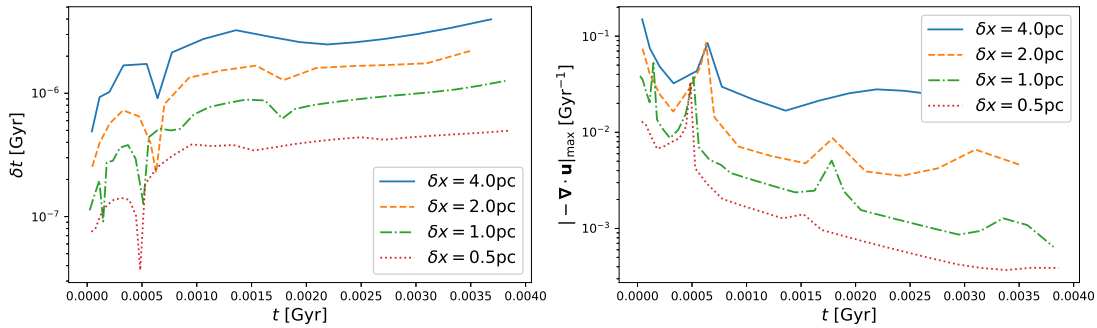 δt [Gyr]
10⁻⁶
10⁻⁷
δx = 4.0pc
δx = 2.0pc
δx = 1.0pc
δx = 0.5pc
0.0000 0.0005 0.0010 0.0015 0.0020 0.0025 0.0030 0.0035 0.0040
t [Gyr]
|− ∇ · u|max [Gyr⁻¹]
10⁻¹
10⁻²
10⁻³
δx = 4.0pc
δx = 2.0pc
δx = 1.0pc
δx = 0.5pc
0.0000 0.0005 0.0010 0.0015 0.0020 0.0025 0.0030 0.0035 0.0040
t [Gyr]